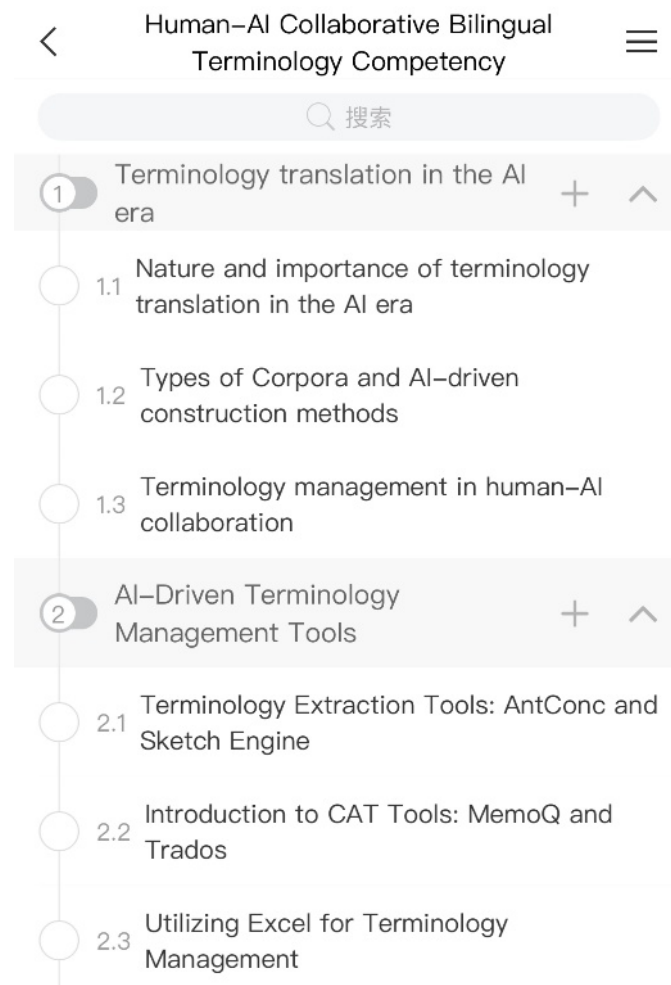 Human–AI Collaborative Bilingual
Terminology Competency
搜索
1
Terminology translation in the AI
era
1.1
Nature and importance of terminology
translation in the AI era
1.2
Types of Corpora and AI–driven
construction methods
1.3
Terminology management in human–AI
collaboration
2
AI–Driven Terminology
Management Tools
2.1
Terminology Extraction Tools: AntConc and
Sketch Engine
2.2
Introduction to CAT Tools: MemoQ and
Trados
2.3
Utilizing Excel for Terminology
Management